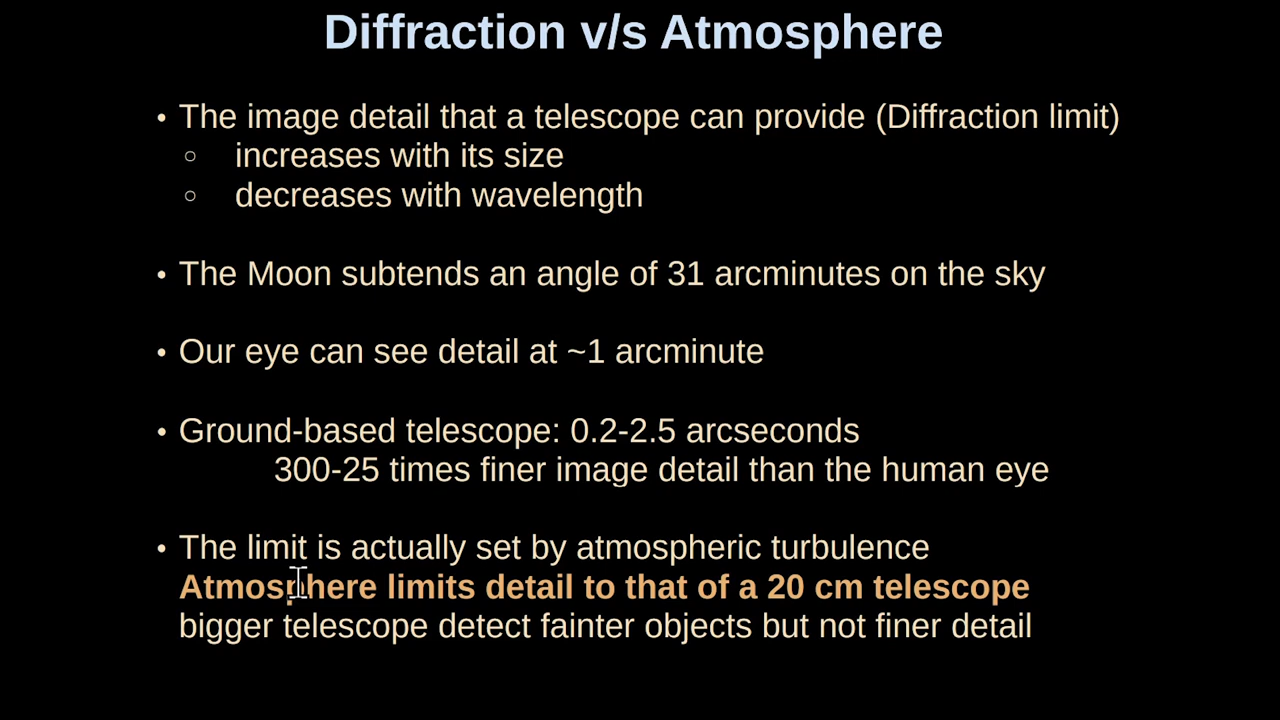 Diffraction v/s Atmosphere
• The image detail that a telescope can provide (Diffraction limit)
○ increases with its size
○ decreases with wavelength
• The Moon subtends an angle of 31 arcminutes on the sky
• Our eye can see detail at ~1 arcminute
• Ground-based telescope: 0.2-2.5 arcseconds
300-25 times finer image detail than the human eye
• The limit is actually set by atmospheric turbulence
Atmosphere limits detail to that of a 20 cm telescope
bigger telescope detect fainter objects but not finer detail